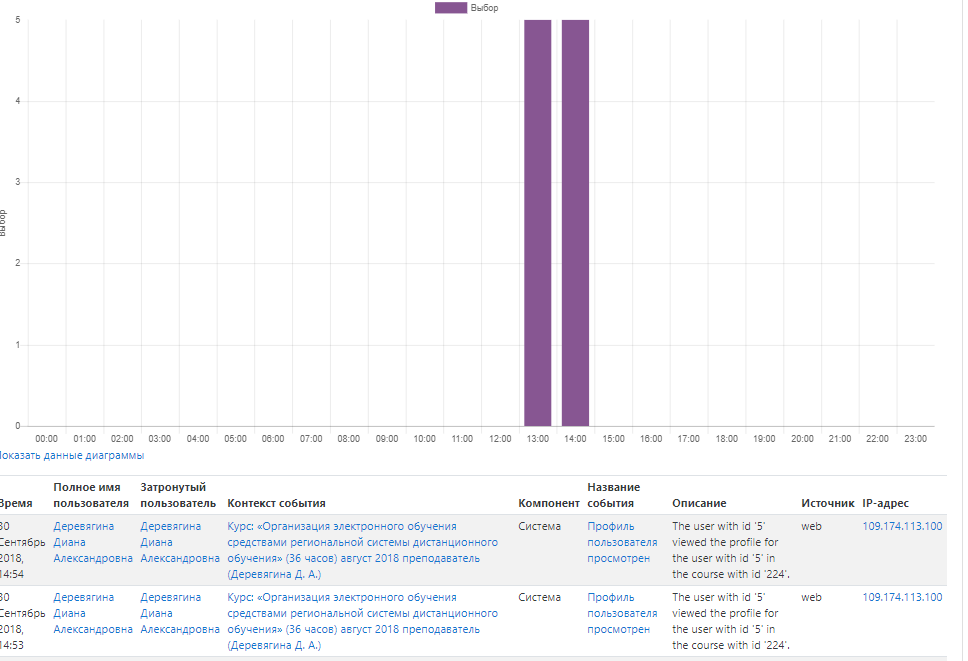 Выбор
5
4
3
2
1
0
Выбор
00:00 01:00 02:00 03:00 04:00 05:00 06:00 07:00 08:00 09:00 10:00 11:00 12:00 13:00 14:00 15:00 16:00 17:00 18:00 19:00 20:00 21:00 22:00 23:00
Показать данные диаграммы
Время
Полное имя
пользователя
Затронутый
пользователь
Контекст события
Компонент
Название
события
Описание
Источник
IP-адрес
30
Сентябрь
2018,
14:54
Деревягина
Диана
Александровна
Деревягина
Диана
Александровна
Курс: «Организация электронного обучения
средствами региональной системы дистанционного
обучения» (36 часов) август 2018 преподаватель
(Деревягина Д. А.)
Система
Профиль
пользователя
просмотрен
The user with id '5'
viewed the profile for
the user with id '5' in
the course with id '224'.
web
109.174.113.100
30
Сентябрь
2018,
14:53
Деревягина
Диана
Александровна
Деревягина
Диана
Александровна
Курс: «Организация электронного обучения
средствами региональной системы дистанционного
обучения» (36 часов) август 2018 преподаватель
(Деревягина Д. А.)
Система
Профиль
пользователя
просмотрен
The user with id '5'
viewed the profile for
the user with id '5' in
the course with id '224'.
web
109.174.113.100